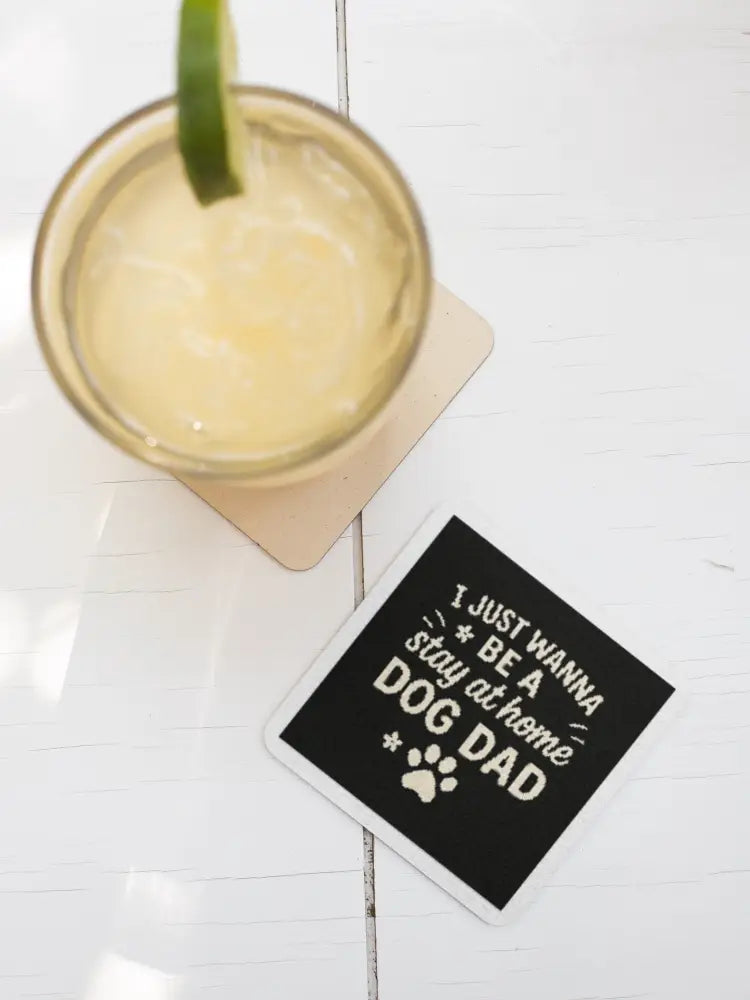 I JUST WANNA
BE A
stay at home
DOG DAD